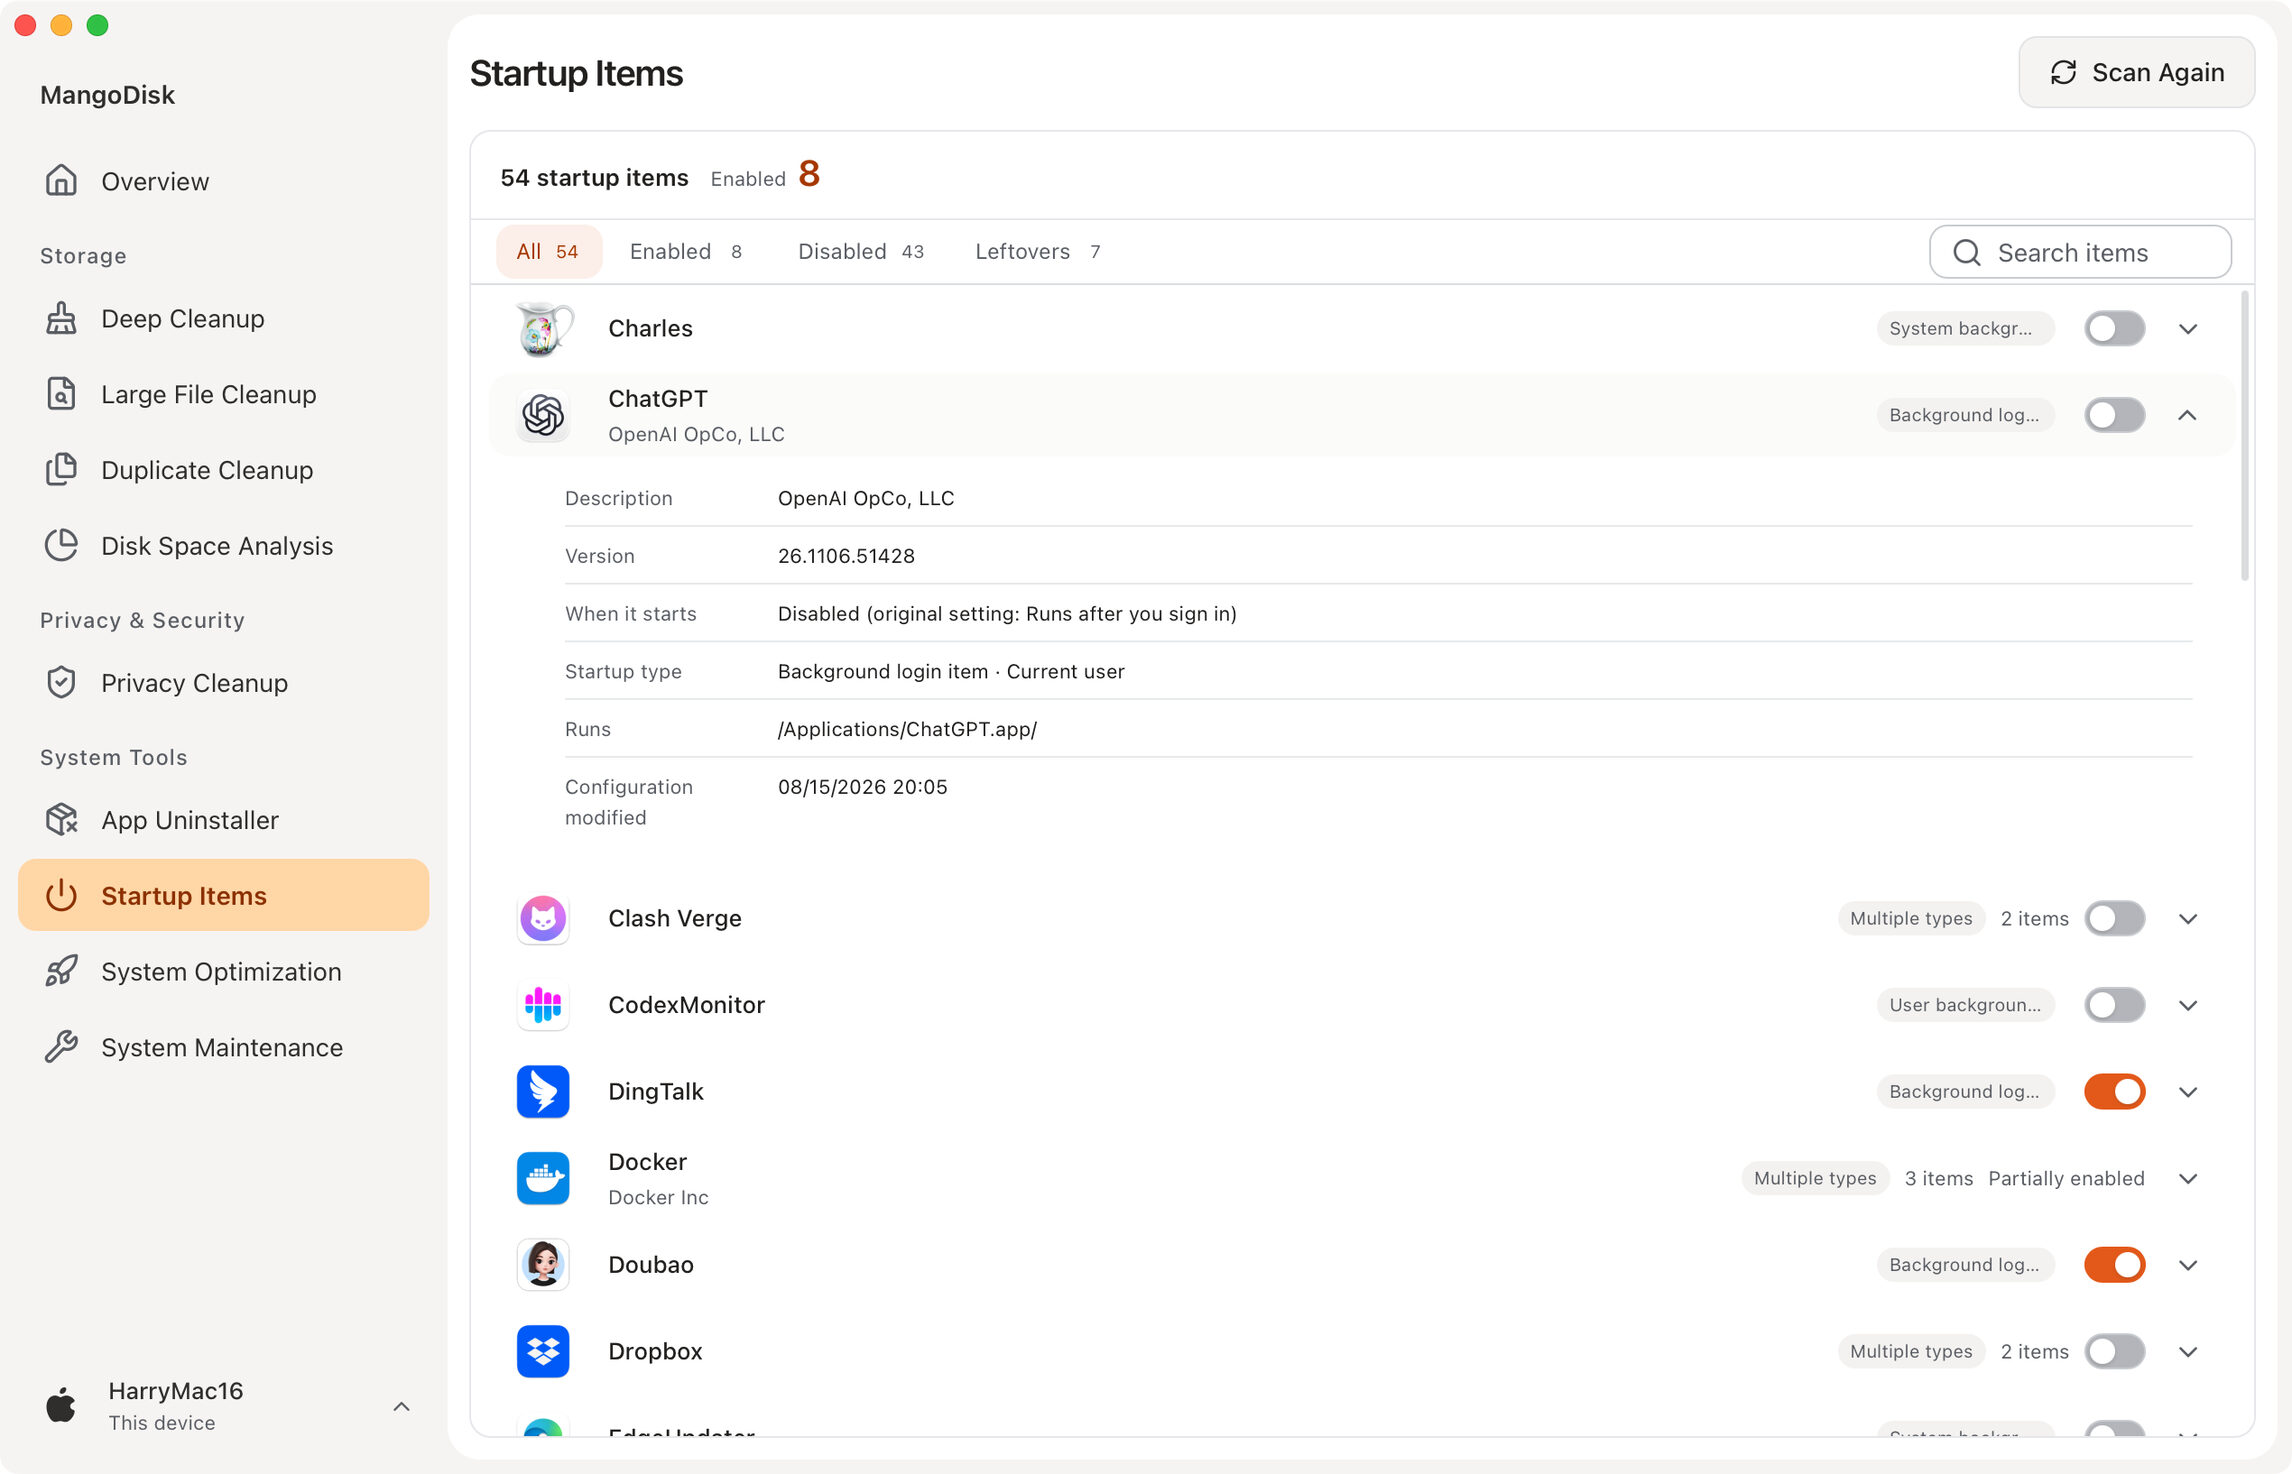 MangoDisk
Overview
Storage
Deep Cleanup
Large File Cleanup
Duplicate Cleanup
Disk Space Analysis
Privacy & Security
Privacy Cleanup
System Tools
App Uninstaller
Startup Items
System Optimization
System Maintenance
HarryMac16
This device
Startup Items
Scan Again
54 startup items Enabled 8
All 54 Enabled 8 Disabled 43 Leftovers 7 Search items
Charles System backgr...
ChatGPT
OpenAI OpCo, LLC
Background log...
Description OpenAI OpCo, LLC
Version 26.1106.51428
When it starts Disabled (original setting: Runs after you sign in)
Startup type Background login item · Current user
Runs /Applications/ChatGPT.app/
Configuration modified 08/15/2026 20:05
Clash Verge Multiple types 2 items
CodexMonitor User backgroun...
DingTalk Background log...
Docker
Docker Inc
Multiple types 3 items Partially enabled
Doubao Background log...
Dropbox Multiple types 2 items
EdgeUpdater System backgr...